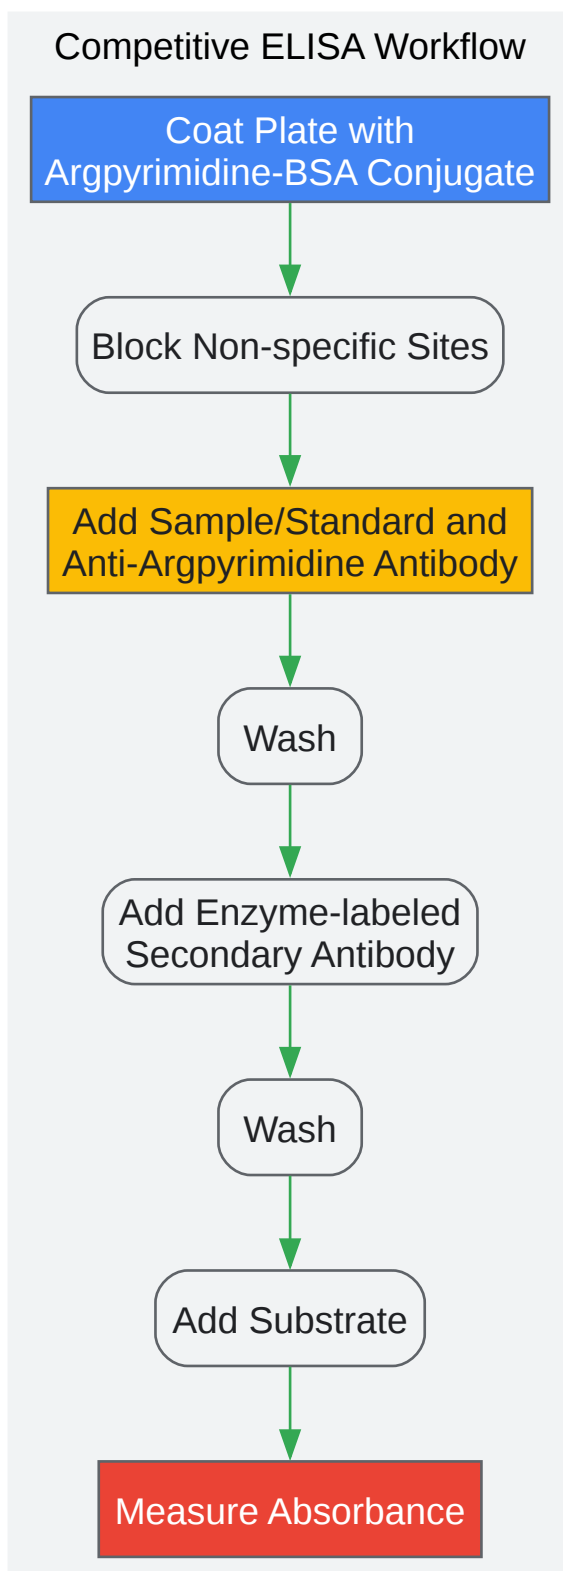 Competitive ELISA Workflow
Coat Plate with
Argpyrimidine-BSA Conjugate
Block Non-specific Sites
Add Sample/Standard and
Anti-Argpyrimidine Antibody
Wash
Add Enzyme-labeled
Secondary Antibody
Wash
Add Substrate
Measure Absorbance